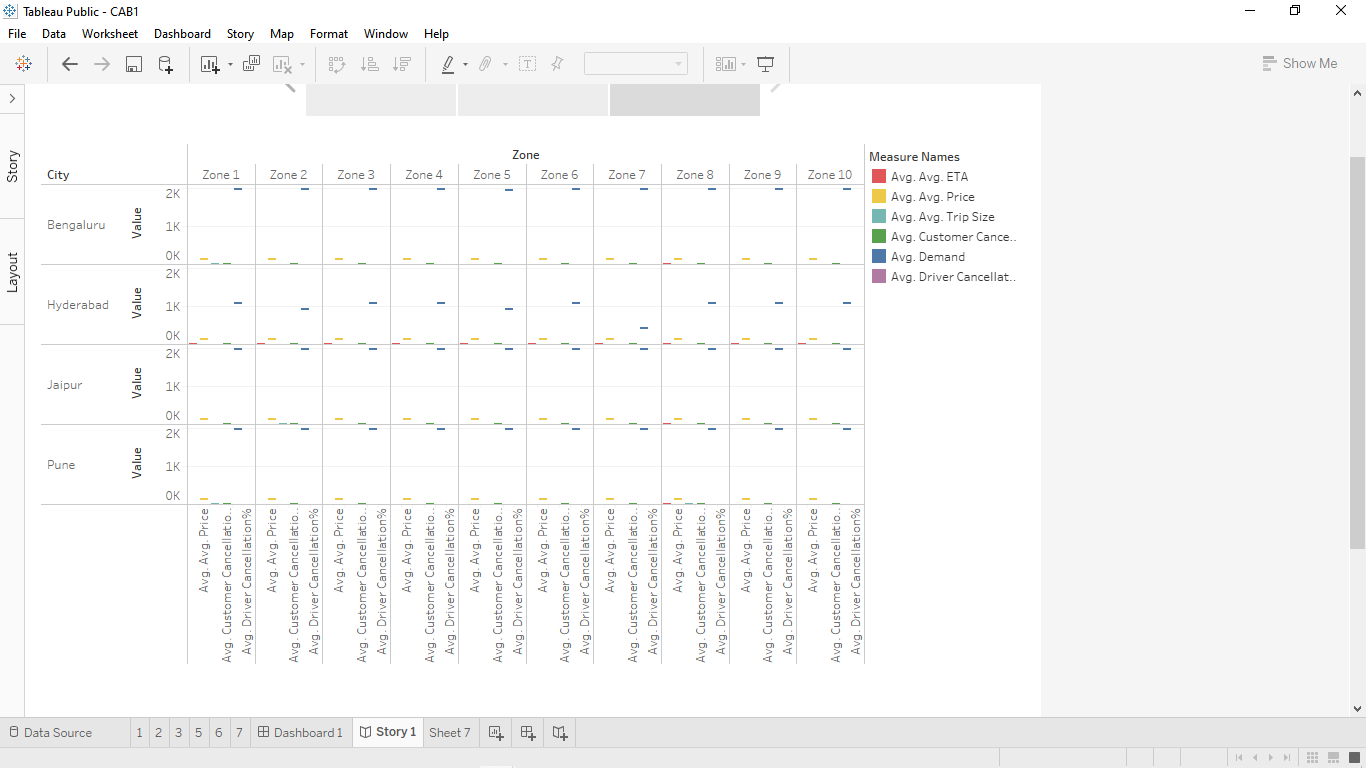 Tableau Public - CAB1
File Data Worksheet Dashboard Story Map Format Window Help
Show Me
Story
Layout
Zone
City Zone 1 Zone 2 Zone 3 Zone 4 Zone 5 Zone 6 Zone 7 Zone 8 Zone 9 Zone 10
Bengaluru Value 2K 1K 0K
Hyderabad Value 2K 1K 0K
Jaipur Value 2K 1K 0K
Pune Value 2K 1K 0K
Avg. Avg. Price Avg. Customer Cancellatio.. Avg. Driver Cancellation%
Avg. Avg. Price Avg. Customer Cancellatio.. Avg. Driver Cancellation%
Avg. Avg. Price Avg. Customer Cancellatio.. Avg. Driver Cancellation%
Avg. Avg. Price Avg. Customer Cancellatio.. Avg. Driver Cancellation%
Avg. Avg. Price Avg. Customer Cancellatio.. Avg. Driver Cancellation%
Avg. Avg. Price Avg. Customer Cancellatio.. Avg. Driver Cancellation%
Avg. Avg. Price Avg. Customer Cancellatio.. Avg. Driver Cancellation%
Avg. Avg. Price Avg. Customer Cancellatio.. Avg. Driver Cancellation%
Avg. Avg. Price Avg. Customer Cancellatio.. Avg. Driver Cancellation%
Avg. Avg. Price Avg. Customer Cancellatio.. Avg. Driver Cancellation%
Measure Names
Avg. Avg. ETA
Avg. Avg. Price
Avg. Avg. Trip Size
Avg. Customer Cance..
Avg. Demand
Avg. Driver Cancellat..
Data Source 1 2 3 5 6 7 Dashboard 1 Story 1 Sheet 7